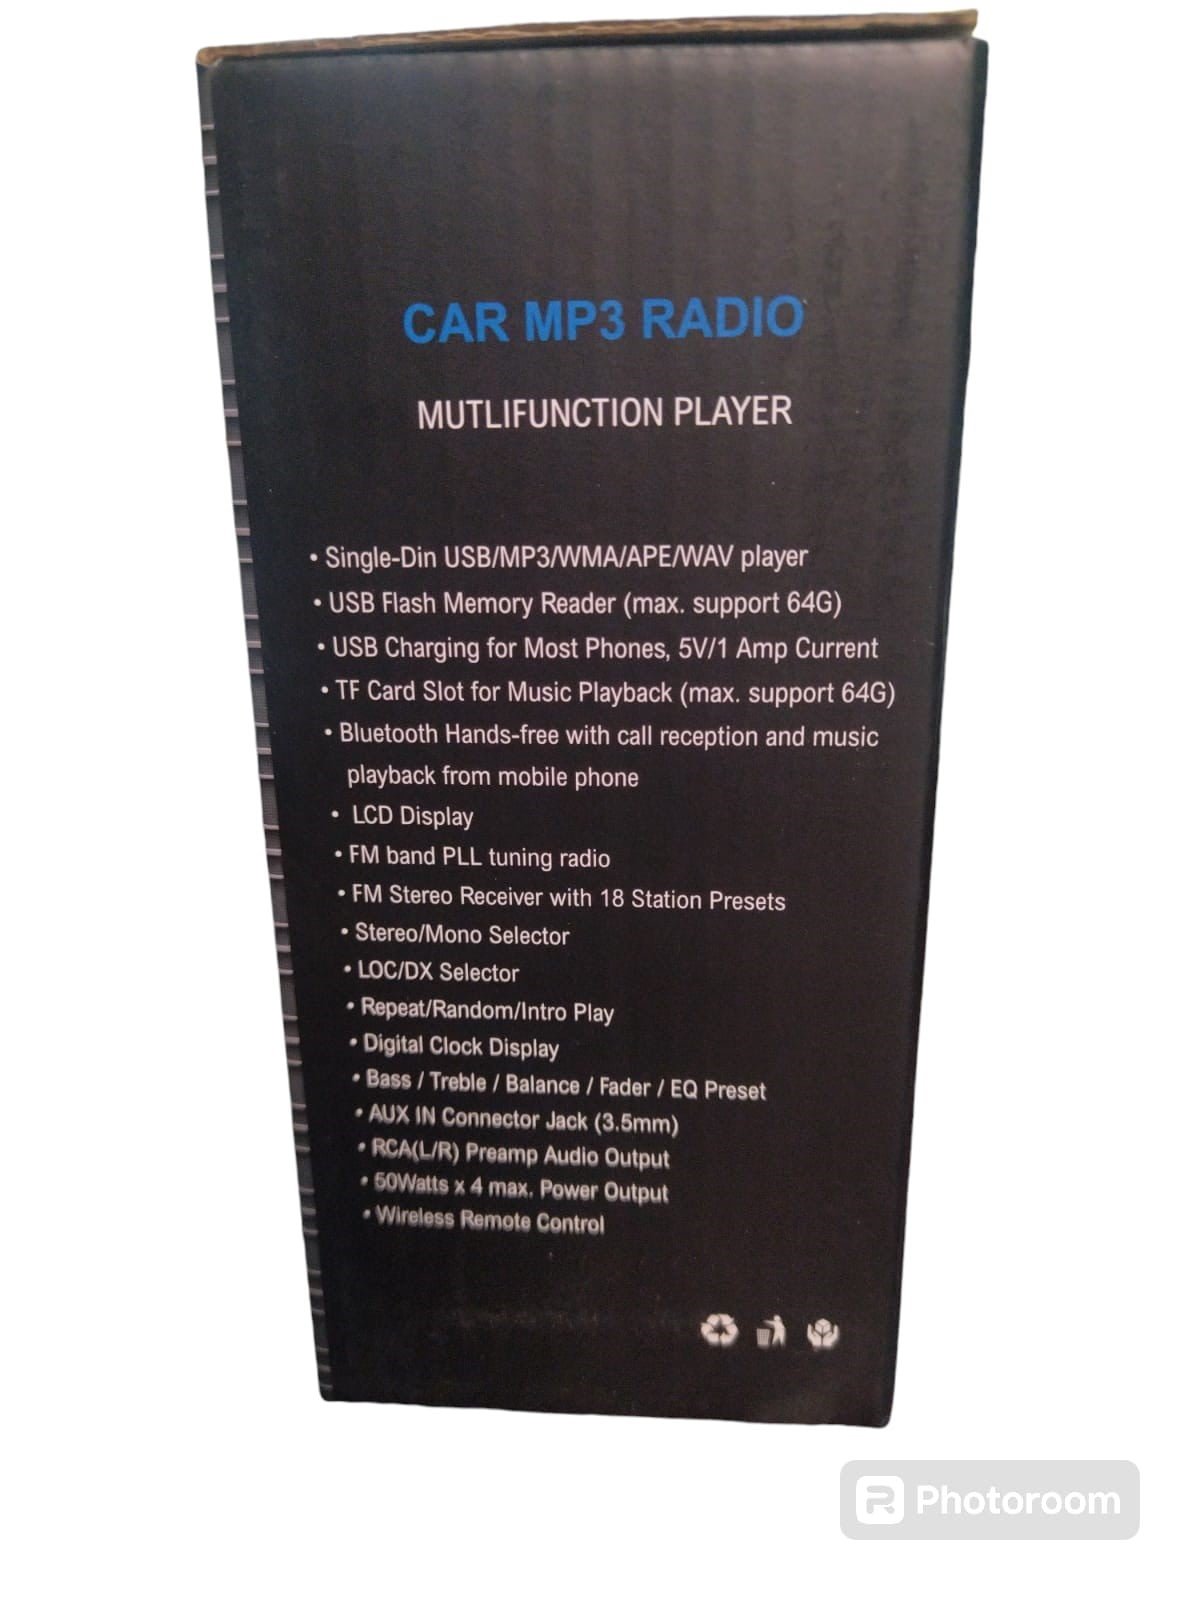 CAR MP3 RADIO
MUTLIFUNCTION PLAYER
• Single-Din USB/MP3/WMA/APE/WAV player
• USB Flash Memory Reader (max. support 64G)
• USB Charging for Most Phones, 5V/1 Amp Current
• TF Card Slot for Music Playback (max. support 64G)
• Bluetooth Hands-free with call reception and music
playback from mobile phone
• LCD Display
• FM band PLL tuning radio
• FM Stereo Receiver with 18 Station Presets
• Stereo/Mono Selector
• LOC/DX Selector
• Repeat/Random/Intro Play
• Digital Clock Display
• Bass / Treble / Balance / Fader / EQ Preset
• AUX IN Connector Jack (3.5mm)
• RCA(L/R) Preamp Audio Output
• 50Watts x 4 max. Power Output
• Wireless Remote Control
Photoroom